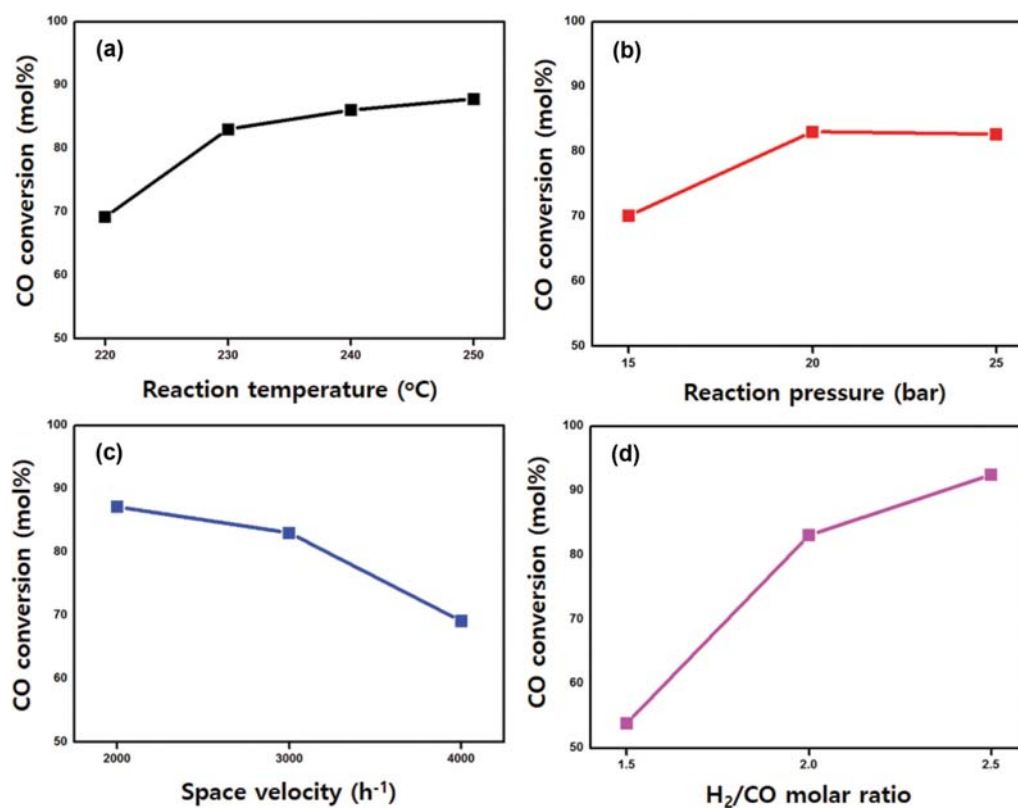 (a)
CO conversion (mol%)
100
90
80
70
60
50
220 230 240 250
Reaction temperature (°C)
(b)
CO conversion (mol%)
100
90
80
70
60
50
15 20 25
Reaction pressure (bar)
(c)
CO conversion (mol%)
100
90
80
70
60
50
2000 3000 4000
Space velocity (h⁻¹)
(d)
CO conversion (mol%)
100
90
80
70
60
50
1.5 2.0 2.5
H₂/CO molar ratio